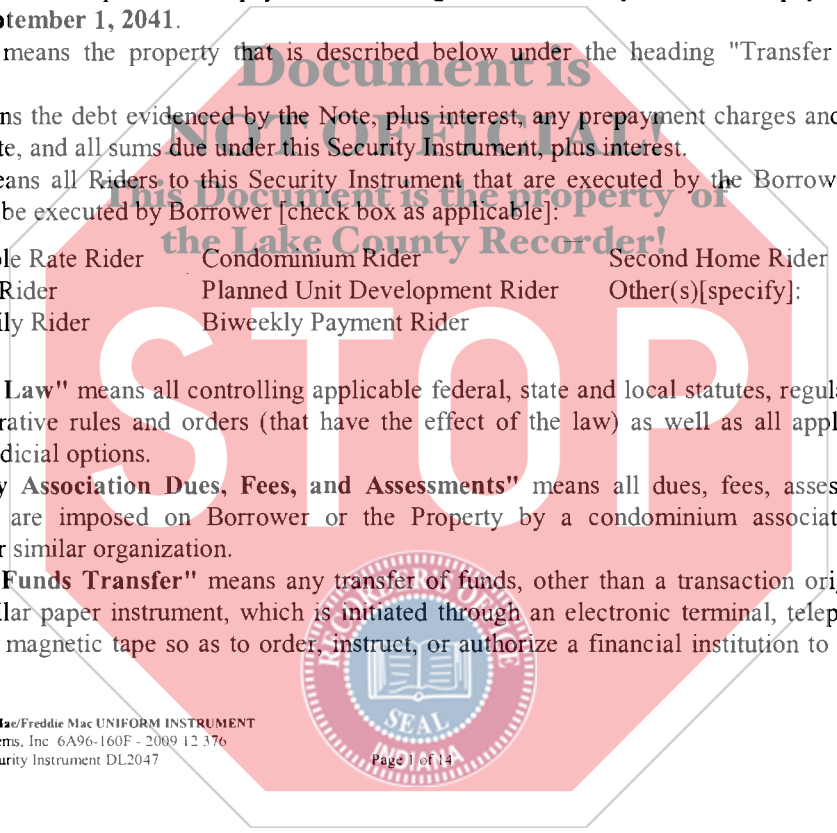 ptember 1, 2041.
means the property that is described below under the heading "Transfer
Document is
ns the debt evidenced by the Note, plus interest, any prepayment charges and
NOT OFFICIAL!
te, and all sums due under this Security Instrument, plus interest.
eans all Riders to this Security Instrument that are executed by the Borrow
This Document is the property of
be executed by Borrower [check box as applicable]:
the Lake County Recorder!
le Rate Rider Condominium Rider Second Home Rider
Rider Planned Unit Development Rider Other(s)[specify]:
ily Rider Biweekly Payment Rider
STOP
Law" means all controlling applicable federal, state and local statutes, regula
rative rules and orders (that have the effect of the law) as well as all appl
dicial options.
y Association Dues, Fees, and Assessments" means all dues, fees, asses
are imposed on Borrower or the Property by a condominium associat
r similar organization.
Funds Transfer" means any transfer of funds, other than a transaction ori
lar paper instrument, which is initiated through an electronic terminal, telep
magnetic tape so as to order, instruct, or authorize a financial institution to
RECORDER'S OFFICE
SEAL
INDIANA
Mae/Freddie Mac UNIFORM INSTRUMENT
ems, Inc 6A96-160F - 2009 12 376
urity Instrument DL2047 Page 1 of 14